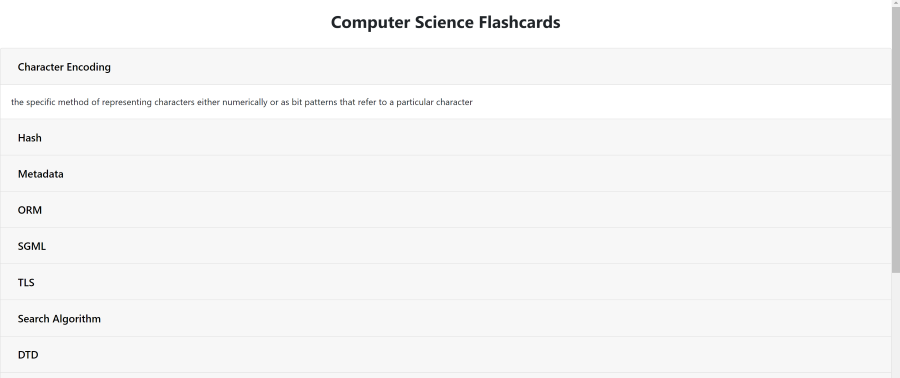 Computer Science Flashcards
Character Encoding
the specific method of representing characters either numerically or as bit patterns that refer to a particular character
Hash
Metadata
ORM
SGML
TLS
Search Algorithm
DTD